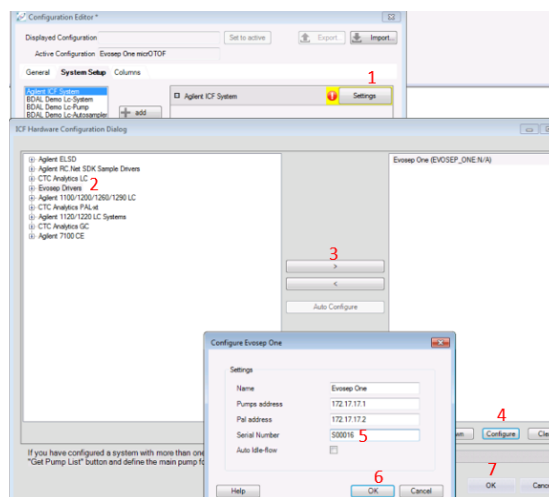 Configuration Editor *
Displayed Configuration
Set to active
Export...
Import...
Active Configuration Evosep One micrOTOF
General System Setup Columns
1
Agilent ICF System
BDAL Demo Lc-System
BDAL Demo Lc-Pump
BDAL Demo Lc-Autosampler
add
Agilent ICF System
Settings
ICF Hardware Configuration Dialog
Agilent ELSD
Agilent RC.Net SDK Sample Drivers
CTC Analytics LC
Evosep Drivers
2
Agilent 1100/1200/1260/1290 LC
CTC Analytics PAL-xt
Agilent 1120/1220 LC Systems
CTC Analytics GC
Agilent 7100 CE
Evosep One (EVOSEP_ONE:N/A)
3
>
<
Auto Configure
Configure Evosep One
Settings
Name Evosep One
Pumps address 172.17.17.1
Pal address 172.17.17.2
Serial Number S00016 5
Auto Idle-flow
6
Help OK Cancel
4
Configure
Cle
7
OK Canc
If you have configured a system with more than one
"Get Pump List" button and define the main pump fo